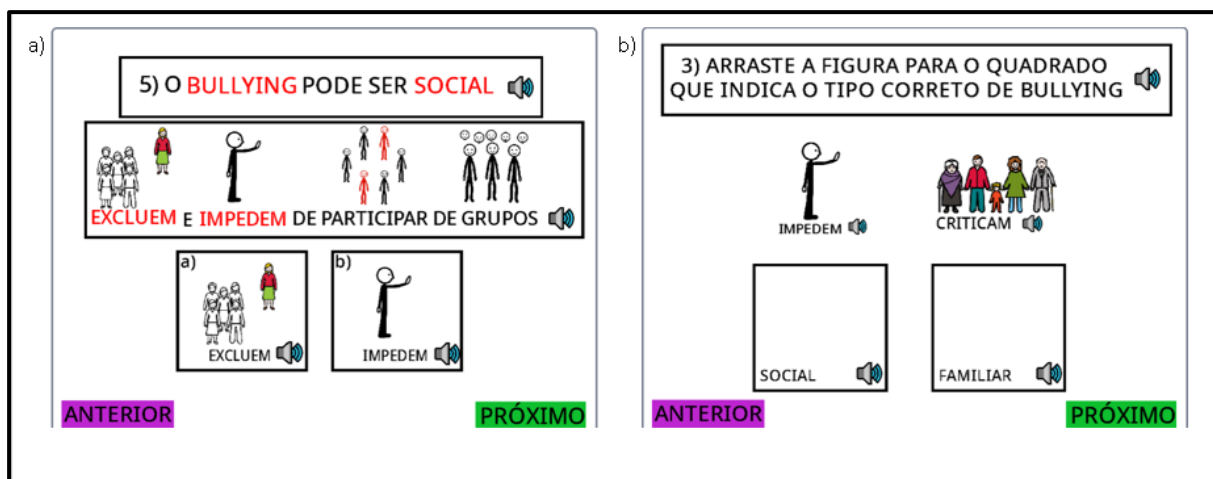 a)
5) O BULLYING PODE SER SOCIAL
EXCLUEM E IMPEDEM DE PARTICIPAR DE GRUPOS
a)
EXCLUEM
b)
IMPEDEM
ANTERIOR
PRÓXIMO
b)
3) ARRASTE A FIGURA PARA O QUADRADO
QUE INDICA O TIPO CORRETO DE BULLYING
IMPEDEM
CRITICAM
SOCIAL
FAMILIAR
ANTERIOR
PRÓXIMO